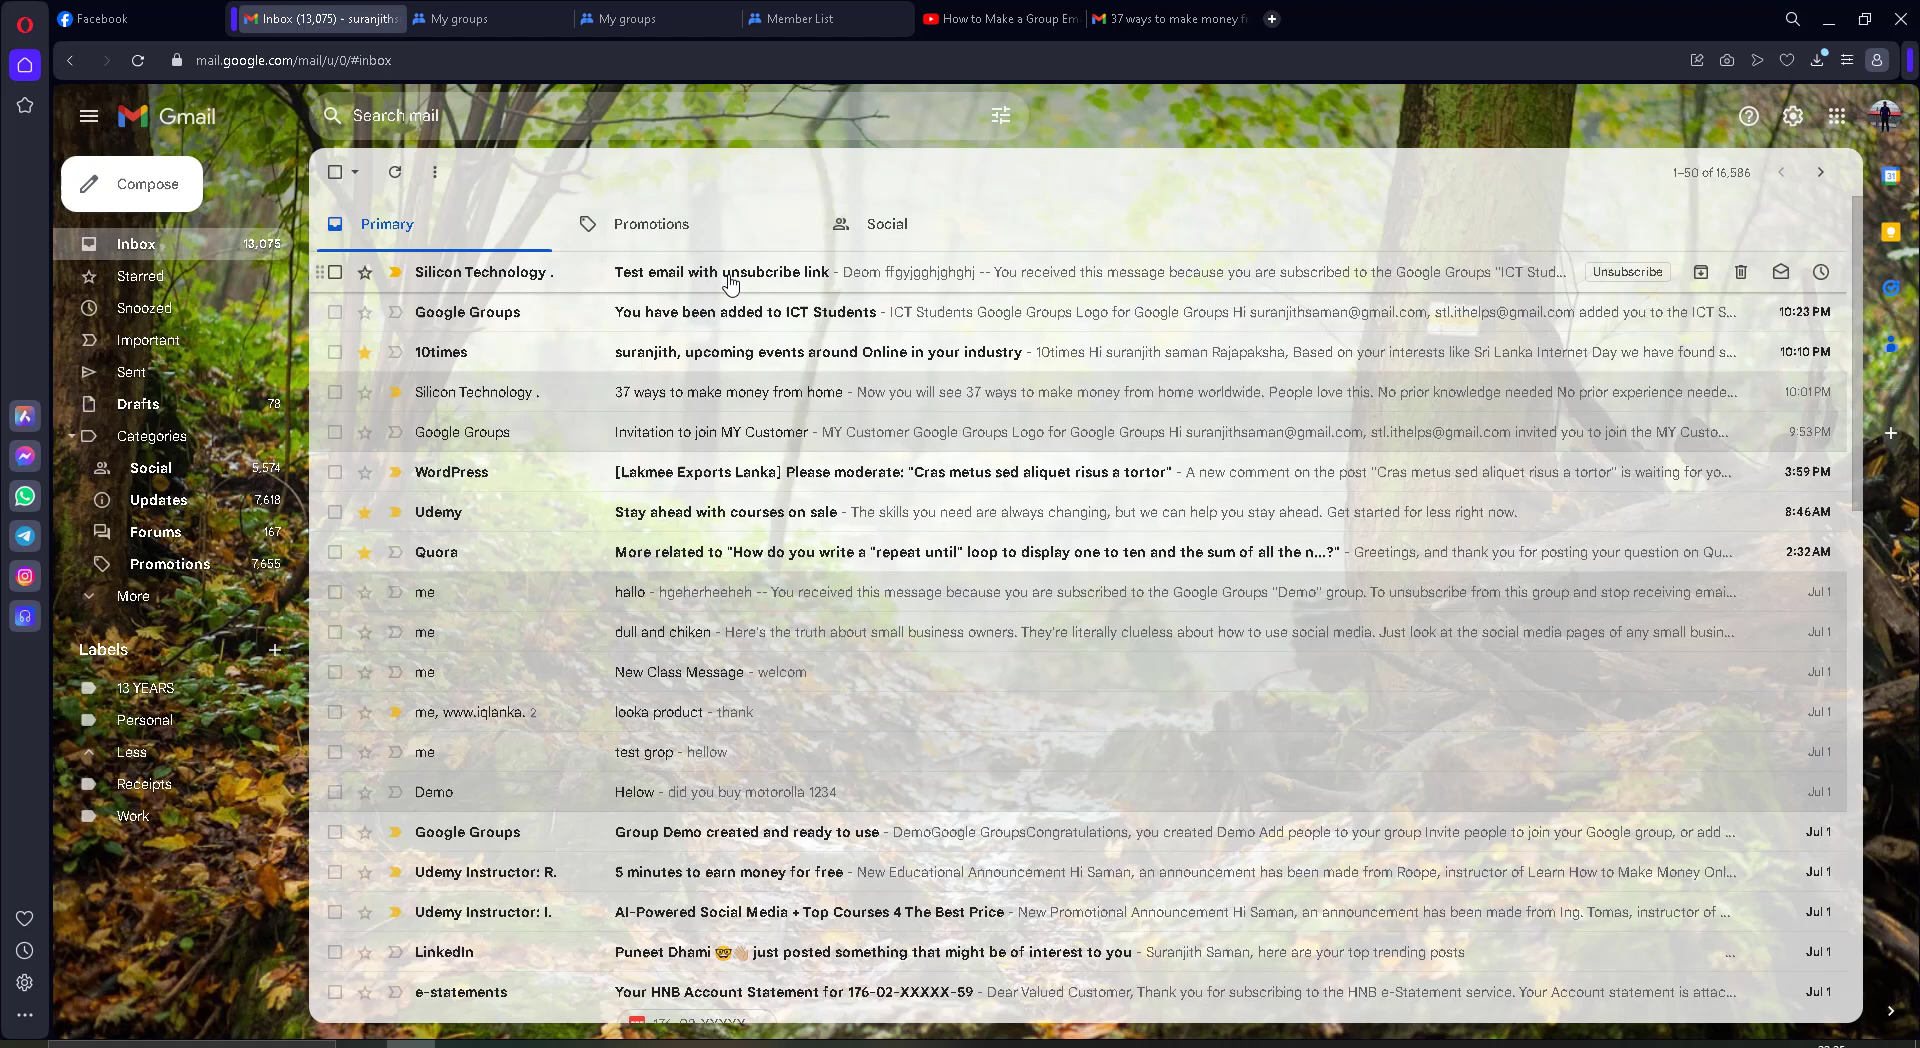 Facebook
Inbox (13,075) - suranjiths
My groups
My groups
Member List
How to Make a Group Em
37 ways to make money f
mail.google.com/mail/u/0/#inbox
Gmail
Search mail
Compose
1–50 of 16,586
Primary
Promotions
Social
Inbox 13,075
Starred
Snoozed
Important
Sent
Drafts 78
Categories
Social 5,574
Updates 7,618
Forums 167
Promotions 7,655
More
Labels
13 YEARS
Personal
Less
Receipts
Work
31
Silicon Technology . Test email with unsubcribe link - Deom ffgyjgghjghghj -- You received this message because you are subscribed to the Google Groups "ICT Stud... Unsubscribe
Google Groups You have been added to ICT Students - ICT Students Google Groups Logo for Google Groups Hi suranjithsaman@gmail.com, stl.ithelps@gmail.com added you to the ICT S... 10:23 PM
10times suranjith, upcoming events around Online in your industry - 10times Hi suranjith saman Rajapaksha, Based on your interests like Sri Lanka Internet Day we have found s... 10:10 PM
Silicon Technology . 37 ways to make money from home - Now you will see 37 ways to make money from home worldwide. People love this. No prior knowledge needed No prior experience neede... 10:01 PM
Google Groups Invitation to join MY Customer - MY Customer Google Groups Logo for Google Groups Hi suranjithsaman@gmail.com, stl.ithelps@gmail.com invited you to join the MY Custo... 9:53 PM
WordPress [Lakmee Exports Lanka] Please moderate: "Cras metus sed aliquet risus a tortor" - A new comment on the post "Cras metus sed aliquet risus a tortor" is waiting for yo... 3:59 PM
Udemy Stay ahead with courses on sale - The skills you need are always changing, but we can help you stay ahead. Get started for less right now. 8:46 AM
Quora More related to "How do you write a "repeat until" loop to display one to ten and the sum of all the n...?" - Greetings, and thank you for posting your question on Qu... 2:32 AM
me hallo - hgeherheeheh -- You received this message because you are subscribed to the Google Groups "Demo" group. To unsubscribe from this group and stop receiving emai... Jul 1
me dull and chiken - Here's the truth about small business owners. They're literally clueless about how to use social media. Just look at the social media pages of any small busin... Jul 1
me New Class Message - welcom Jul 1
me, www.iqlanka. 2 looka product - thank Jul 1
me test grop - hellow Jul 1
Demo Helow - did you buy motorolla 1234 Jul 1
Google Groups Group Demo created and ready to use - DemoGoogle GroupsCongratulations, you created Demo Add people to your group Invite people to join your Google group, or add ... Jul 1
Udemy Instructor: R. 5 minutes to earn money for free - New Educational Announcement Hi Saman, an announcement has been made from Roope, instructor of Learn How to Make Money Onl... Jul 1
Udemy Instructor: I. AI-Powered Social Media + Top Courses 4 The Best Price - New Promotional Announcement Hi Saman, an announcement has been made from Ing. Tomas, instructor of ... Jul 1
LinkedIn Puneet Dhami 🤓👋🏼 just posted something that might be of interest to you - Suranjith Saman, here are your top trending posts ... Jul 1
e-statements Your HNB Account Statement for 176-02-XXXXX-59 - Dear Valued Customer, Thank you for subscribing to the HNB e-Statement service. Your Account statement is attac... Jul 1